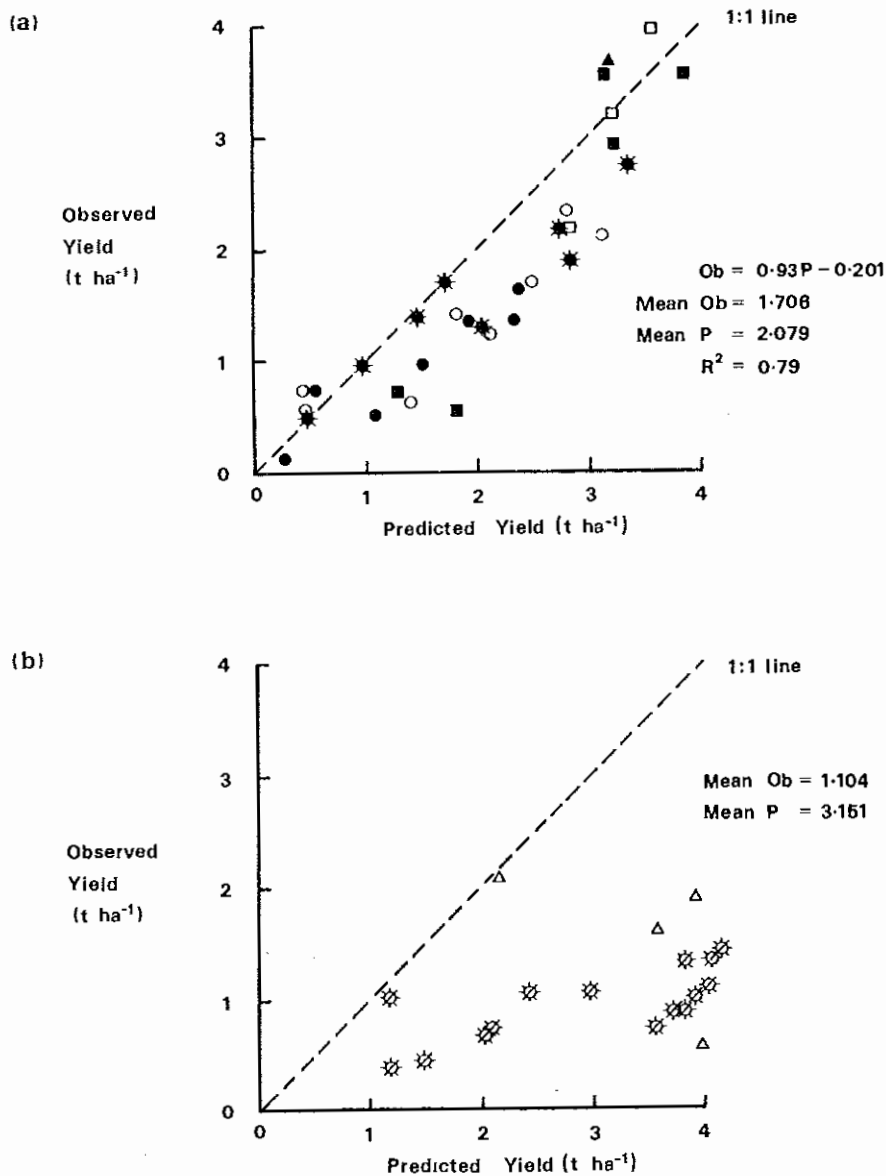 (a)
1:1 line
4
3
2
1
0
Observed
Yield
(t ha⁻¹)
Ob = 0·93P − 0·201
Mean Ob = 1·706
Mean P = 2·079
R² = 0·79
0 1 2 3 4
Predicted Yield (t ha⁻¹)
(b)
1:1 line
4
3
2
1
0
Observed
Yield
(t ha⁻¹)
Mean Ob = 1·104
Mean P = 3·151
0 1 2 3 4
Predicted Yield (t ha⁻¹)